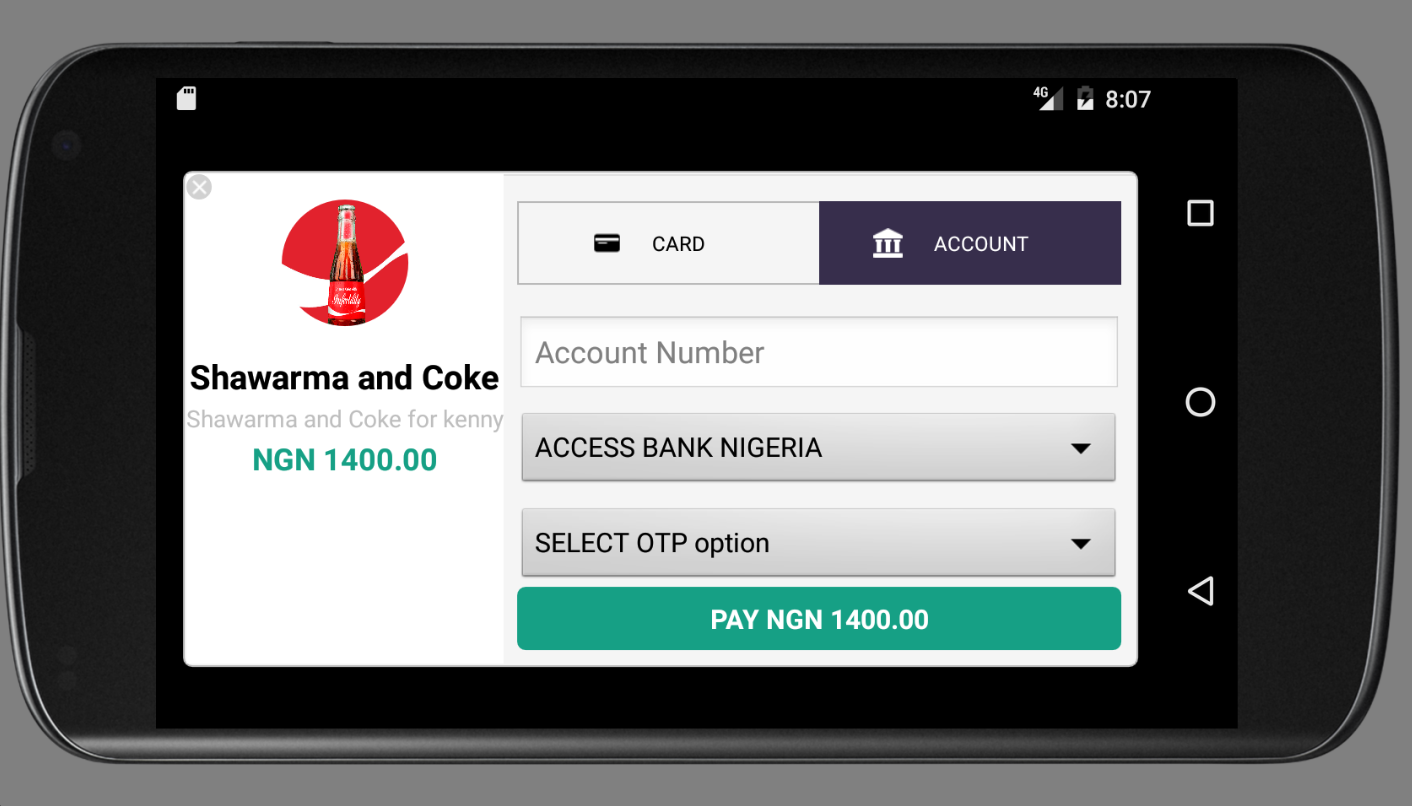 4G 8:07
CARD
ACCOUNT
Shawarma and Coke
Shawarma and Coke for kenny
NGN 1400.00
Account Number
ACCESS BANK NIGERIA
SELECT OTP option
PAY NGN 1400.00